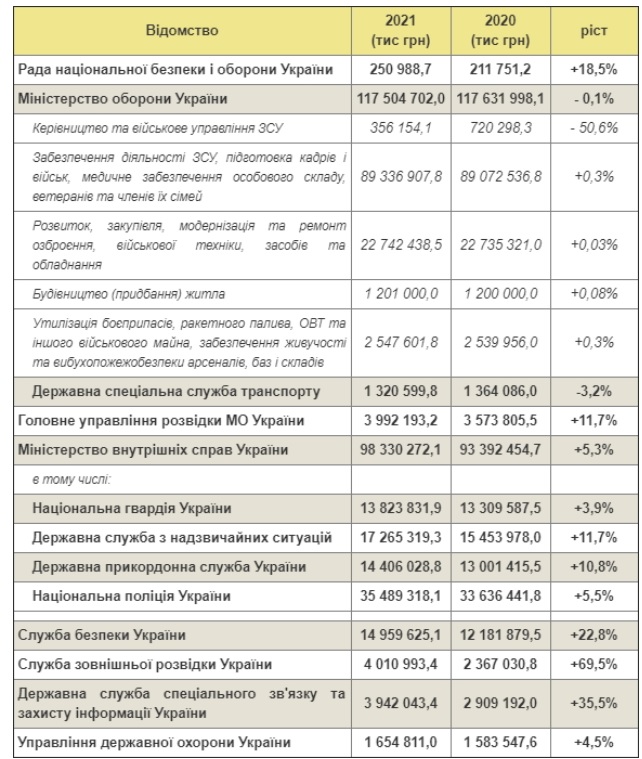 Відомство 2021 2020 ріст
(тис грн) (тис грн)
Рада національної безпеки і оборони України 250 988,7 211 751,2 +18,5%
Міністерство оборони України 117 504 702,0 117 631 998,1 - 0,1%
Керівництво та військове управління ЗСУ 356 154,1 720 298,3 - 50,6%
Забезпечення діяльності ЗСУ, підготовка кадрів і
військ, медичне забезпечення особового складу, 89 336 907,8 89 072 536,8 +0,3%
ветеранів та членів їх сімей
Розвиток, закупівля, модернізація та ремонт
озброєння, військової техніки, засобів та 22 742 438,5 22 735 321,0 +0,03%
обладнання
Будівництво (придбання) житла 1 201 000,0 1 200 000,0 +0,08%
Утилізація боєприпасів, ракетного палива, ОВТ та
іншого військового майна, забезпечення живучості 2 547 601,8 2 539 956,0 +0,3%
та вибухопожежобезпеки арсеналів, баз і складів
Державна спеціальна служба транспорту 1 320 599,8 1 364 086,0 -3,2%
Головне управління розвідки МО України 3 992 193,2 3 573 805,5 +11,7%
Міністерство внутрішніх справ України 98 330 272,1 93 392 454,7 +5,3%
в тому числі:
Національна гвардія України 13 823 831,9 13 309 587,5 +3,9%
Державна служба з надзвичайних ситуацій 17 265 319,3 15 453 978,0 +11,7%
Державна прикордонна служба України 14 406 028,8 13 001 415,5 +10,8%
Національна поліція України 35 489 318,1 33 636 441,8 +5,5%
Служба безпеки України 14 959 625,1 12 181 879,5 +22,8%
Служба зовнішньої розвідки України 4 010 993,4 2 367 030,8 +69,5%
Державна служба спеціального зв'язку та
захисту інформації України 3 942 043,4 2 909 192,0 +35,5%
Управління державної охорони України 1 654 811,0 1 583 547,6 +4,5%